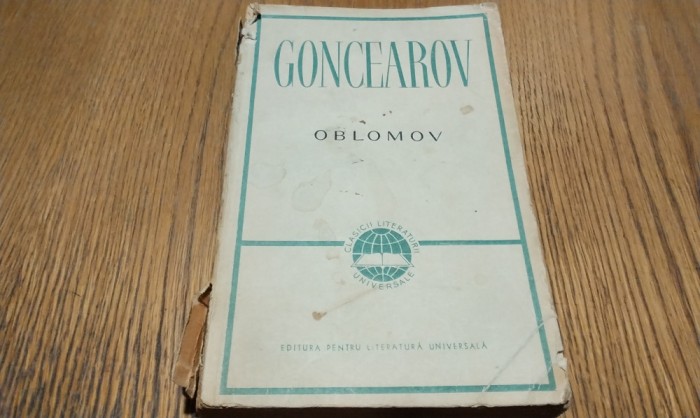 GONCEAROV
OBLOMOV
CLASICII LITERATURII
UNIVERSALE
EDITURA PENTRU LITERATURĂ UNIVERSALĂ